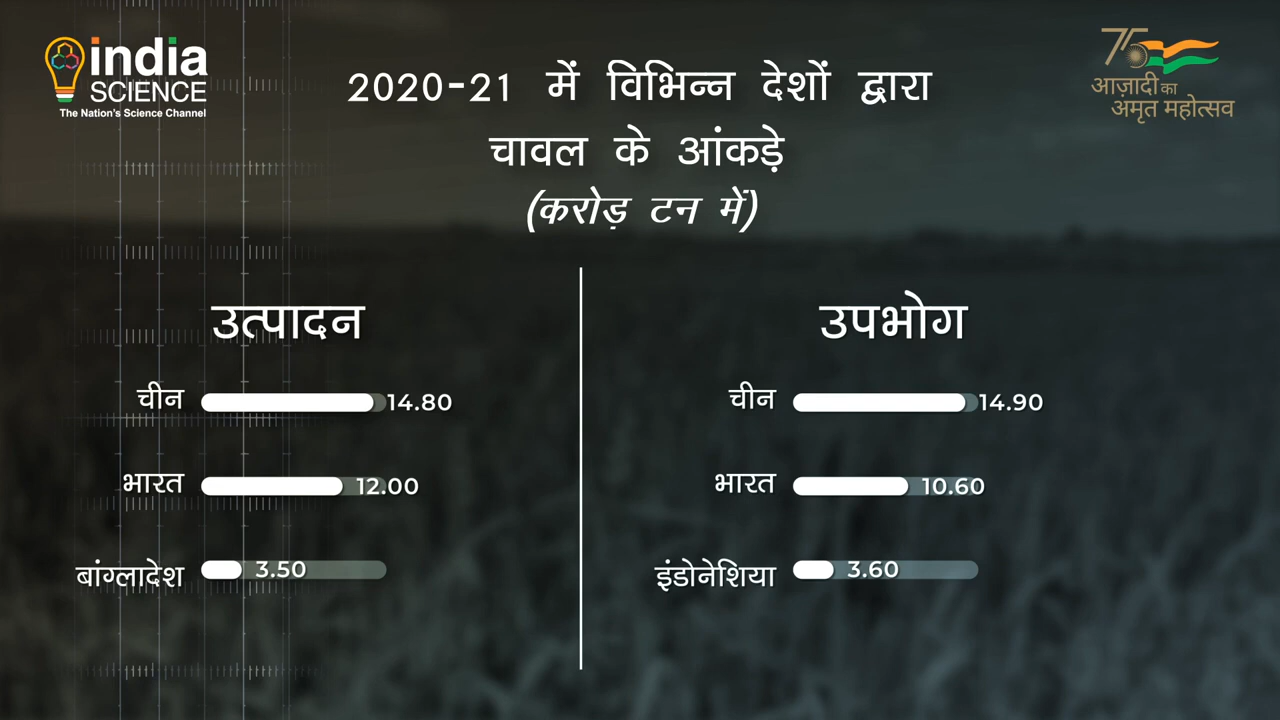 india
SCIENCE
The Nation's Science Channel
75
आज़ादी का
अमृत महोत्सव
2020-21 में विभिन्न देशों द्वारा
चावल के आंकड़े
(करोड़ टन में)
उत्पादन
चीन 14.80
भारत 12.00
बांग्लादेश 3.50
उपभोग
चीन 14.90
भारत 10.60
इंडोनेशिया 3.60